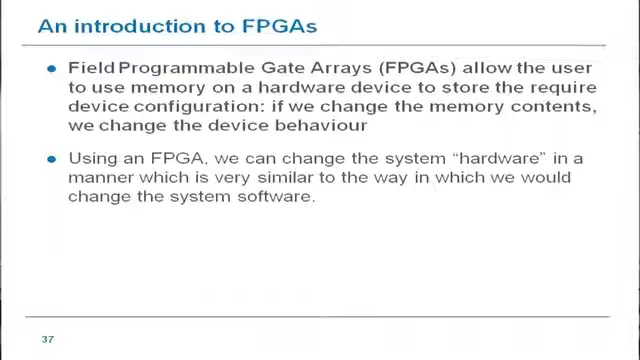 An introduction to FPGAs
• Field Programmable Gate Arrays (FPGAs) allow the user
to use memory on a hardware device to store the require
device configuration: if we change the memory contents,
we change the device behaviour
• Using an FPGA, we can change the system “hardware” in a
manner which is very similar to the way in which we would
change the system software.
37